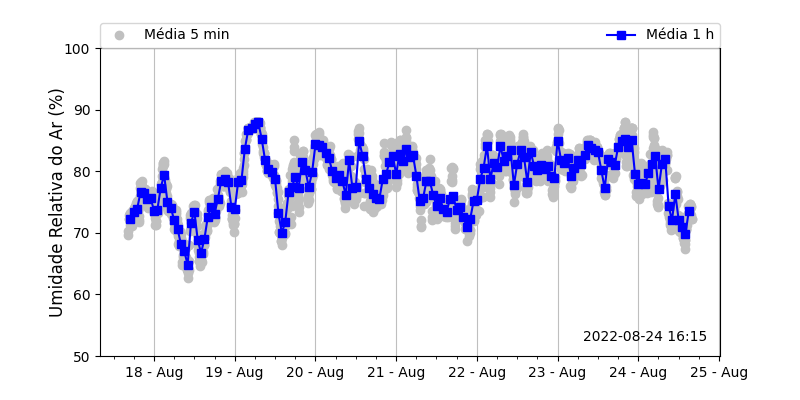 Média 5 min
Média 1 h
Umidade Relativa do Ar (%)
100
90
80
70
60
50
2022-08-24 16:15
18 - Aug
19 - Aug
20 - Aug
21 - Aug
22 - Aug
23 - Aug
24 - Aug
25 - Aug